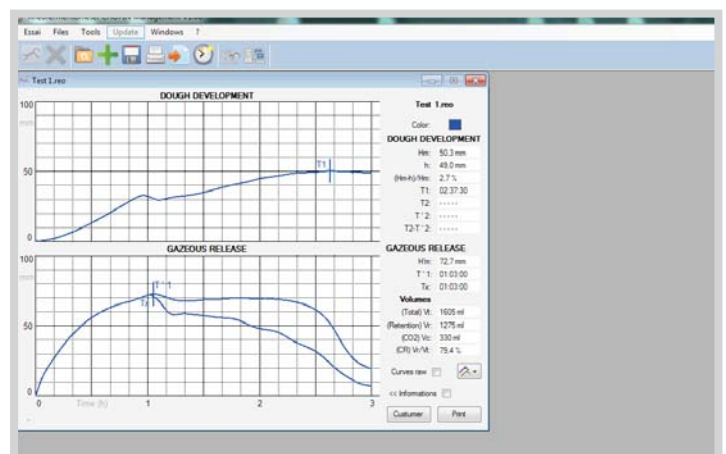 Essai Files Tools Update Windows ?
Test 1.reo
DOUGH DEVELOPMENT
100
mm
50
0
T1
GAZEOUS RELEASE
100
mm
50
0
T'1
Tx
0 Time (h) 1 2 3
Test 1.reo
Color:
DOUGH DEVELOPMENT
Hm: 50.3 mm
h: 49.0 mm
(Hm-h)/Hm: 2.7 %
T1: 02:37:30
T2: -----
T'2: -----
T2-T'2: -----
GAZEOUS RELEASE
H'm: 72.7 mm
T'1: 01:03:00
Tx: 01:03:00
Volumes
(Total) Vt: 1605 ml
(Retention) Vr: 1275 ml
(CO2) Vc: 330 ml
(CR) Vr/Vt: 79.4 %
Curves raw
<< Informations
Custumer Print